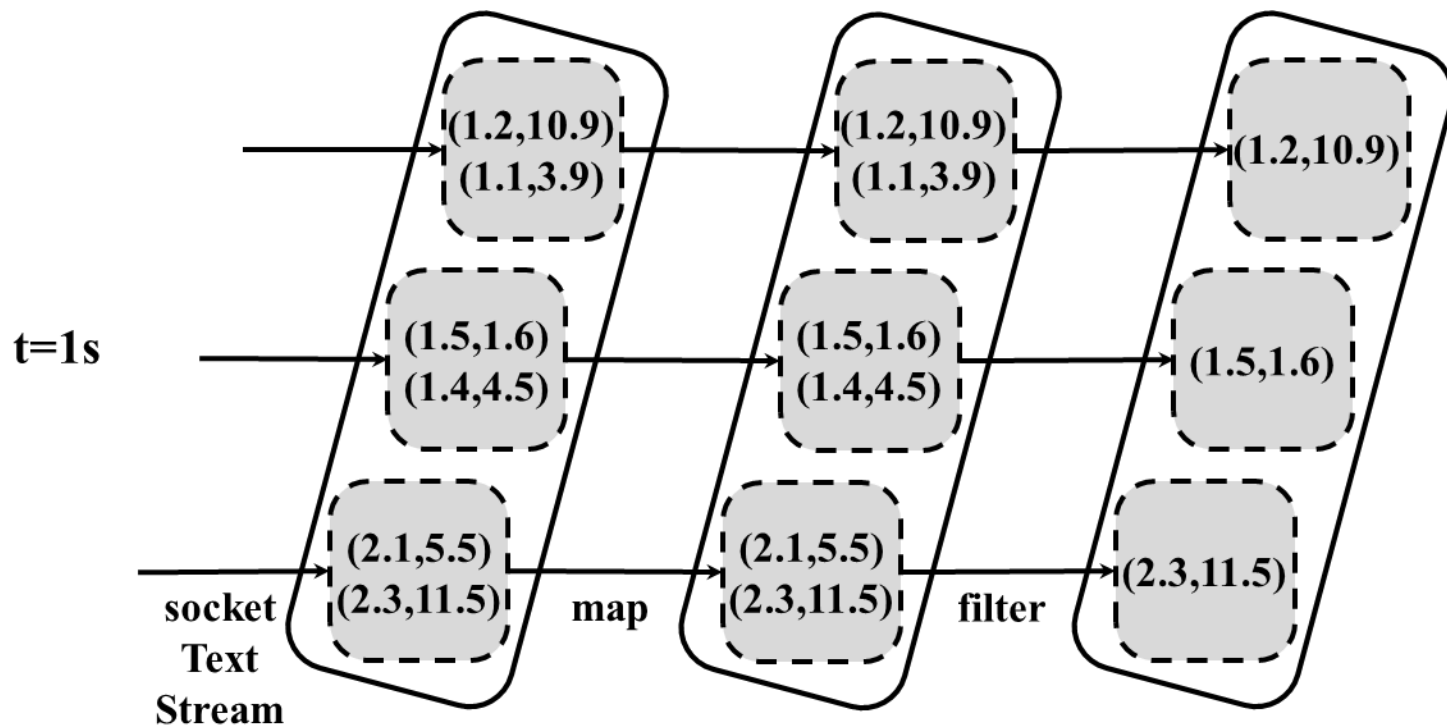 (1.2,10.9)
(1.1,3.9)
(1.2,10.9)
(1.1,3.9)
(1.2,10.9)
t=1s
(1.5,1.6)
(1.4,4.5)
(1.5,1.6)
(1.4,4.5)
(1.5,1.6)
(2.1,5.5)
(2.3,11.5)
(2.1,5.5)
(2.3,11.5)
(2.3,11.5)
socket
Text
Stream
map
filter